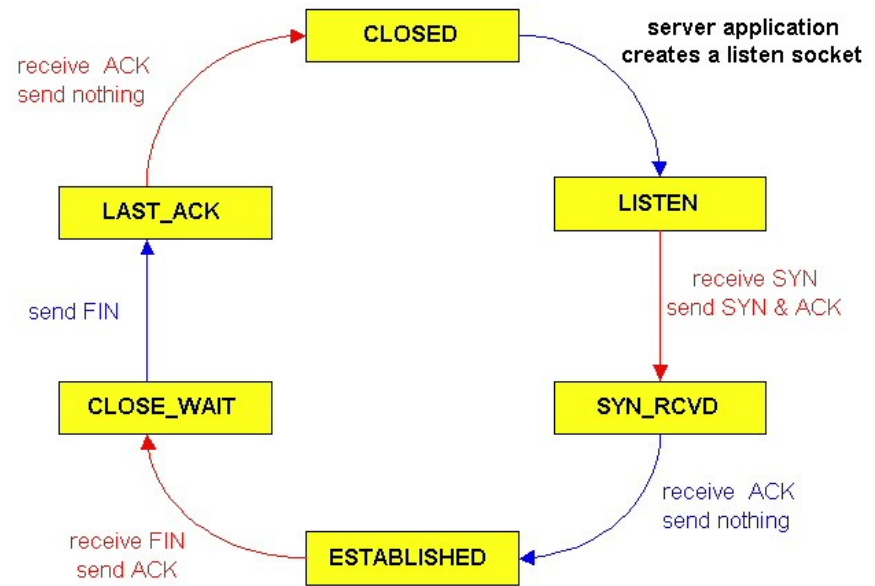 CLOSED
server application
creates a listen socket
receive ACK
send nothing
LAST_ACK
LISTEN
receive SYN
send SYN & ACK
send FIN
CLOSE_WAIT
SYN_RCVD
receive ACK
send nothing
receive FIN
send ACK
ESTABLISHED